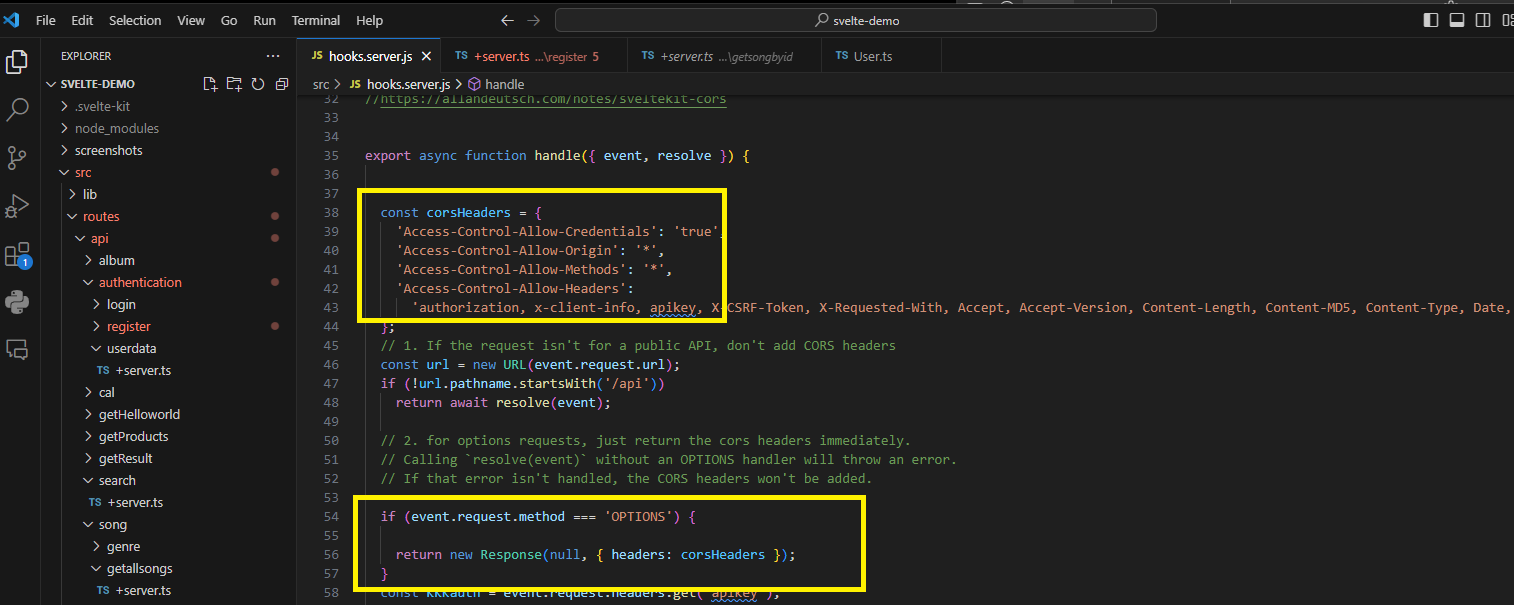 File Edit Selection View Go Run Terminal Help
svelte-demo
EXPLORER
SVELTE-DEMO
.svelte-kit
node_modules
screenshots
src
lib
routes
api
album
authentication
login
register
userdata
TS +server.ts
cal
getHelloworld
getProducts
getResult
search
TS +server.ts
song
genre
getallsongs
TS +server.ts
1
JS hooks.server.js
TS +server.ts ...\register 5
TS +server.ts ...\getsongbyid
TS User.ts
src > JS hooks.server.js > handle
32 //https://allandeutsch.com/notes/sveltekit-cors
33
34
35 export async function handle({ event, resolve }) {
36
37
38 const corsHeaders = {
39 'Access-Control-Allow-Credentials': 'true',
40 'Access-Control-Allow-Origin': '*',
41 'Access-Control-Allow-Methods': '*',
42 'Access-Control-Allow-Headers':
43 'authorization, x-client-info, apikey, X-CSRF-Token, X-Requested-With, Accept, Accept-Version, Content-Length, Content-MD5, Content-Type, Date,
44 };
45 // 1. If the request isn't for a public API, don't add CORS headers
46 const url = new URL(event.request.url);
47 if (!url.pathname.startsWith('/api'))
48 return await resolve(event);
49
50 // 2. for options requests, just return the cors headers immediately.
51 // Calling `resolve(event)` without an OPTIONS handler will throw an error.
52 // If that error isn't handled, the CORS headers won't be added.
53
54 if (event.request.method === 'OPTIONS') {
55
56 return new Response(null, { headers: corsHeaders });
57 }
58 const kkkauth = event.request.headers.get( apikey );